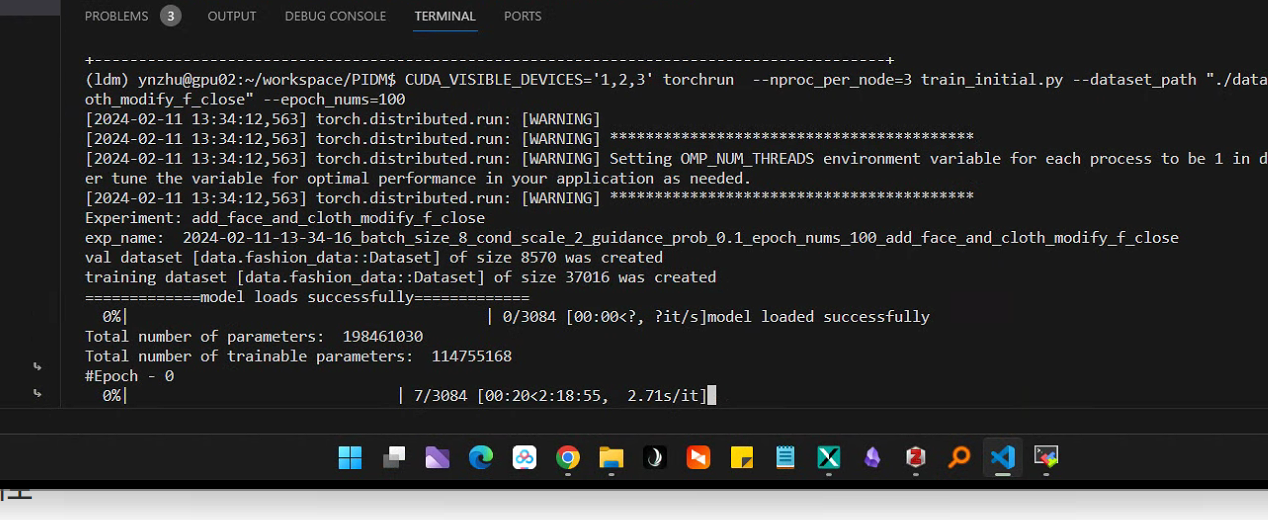 PROBLEMS 3 OUTPUT DEBUG CONSOLE TERMINAL PORTS
+-----------------------------------------------------------------------------------------+
(ldm) ynzhu@gpu02:~/workspace/PIDM$ CUDA_VISIBLE_DEVICES='1,2,3' torchrun  --nproc_per_node=3 train_initial.py --dataset_path "./data
oth_modify_f_close" --epoch_nums=100
[2024-02-11 13:34:12,563] torch.distributed.run: [WARNING]
[2024-02-11 13:34:12,563] torch.distributed.run: [WARNING] *****************************************
[2024-02-11 13:34:12,563] torch.distributed.run: [WARNING] Setting OMP_NUM_THREADS environment variable for each process to be 1 in d
er tune the variable for optimal performance in your application as needed.
[2024-02-11 13:34:12,563] torch.distributed.run: [WARNING] *****************************************
Experiment: add_face_and_cloth_modify_f_close
exp_name:  2024-02-11-13-34-16_batch_size_8_cond_scale_2_guidance_prob_0.1_epoch_nums_100_add_face_and_cloth_modify_f_close
val dataset [data.fashion_data::Dataset] of size 8570 was created
training dataset [data.fashion_data::Dataset] of size 37016 was created
=============model loads successfully=============
0%| | 0/3084 [00:00<?, ?it/s]model loaded successfully
Total number of parameters:  198461030
Total number of trainable parameters:  114755168
#Epoch - 0
0%| | 7/3084 [00:20<2:18:55,  2.71s/it]